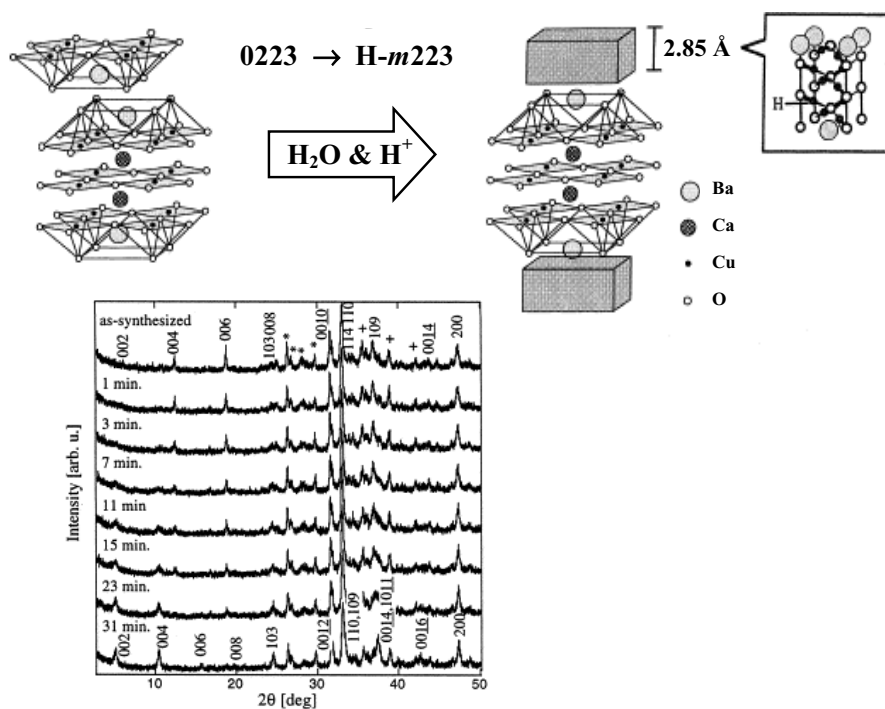 0223 → H-m223
H₂O & H⁺
2.85 Å
H
Ba
Ca
Cu
O
as-synthesized
002
004
006
103 008
*
*
*
*
0010
114 110
+
109
+
+
0014
200
1 min.
3 min.
7 min.
11 min
15 min.
23 min.
31 min.
002
004
006
008
103
0012
110,109
0014,1011
0016
200
Intensity [arb. u.]
10 20 30 40 50
2θ [deg]